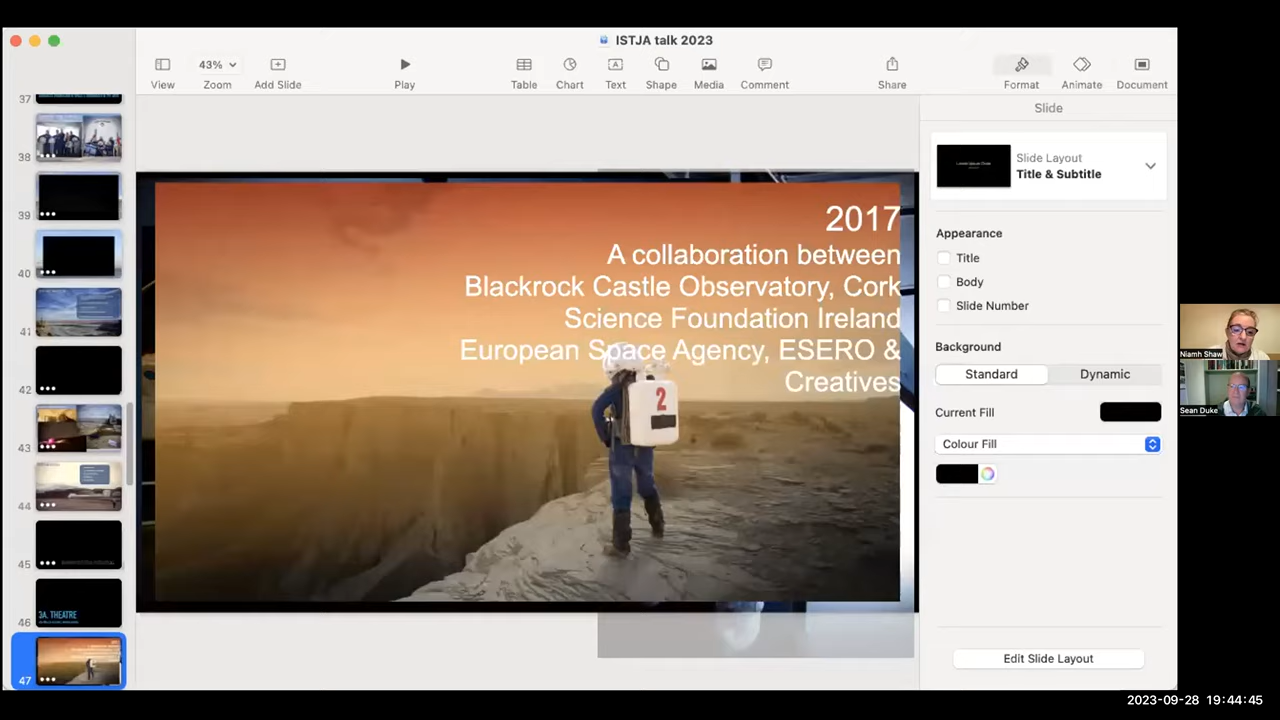 ISTJA talk 2023
43%
View
Zoom
Add Slide
Play
Table
Chart
Text
Shape
Media
Comment
Share
Format
Animate
Document
37
38
39
40
41
42
43
44
45
46
3A. THEATRE
47
2017
A collaboration between
Blackrock Castle Observatory, Cork
Science Foundation Ireland
European Space Agency, ESERO &
Creatives
2
Slide
Slide Layout
Title & Subtitle
Appearance
Title
Body
Slide Number
Background
Standard
Dynamic
Current Fill
Colour Fill
Edit Slide Layout
Niamh Shaw
Sean Duke
2023-09-28 19:44:45